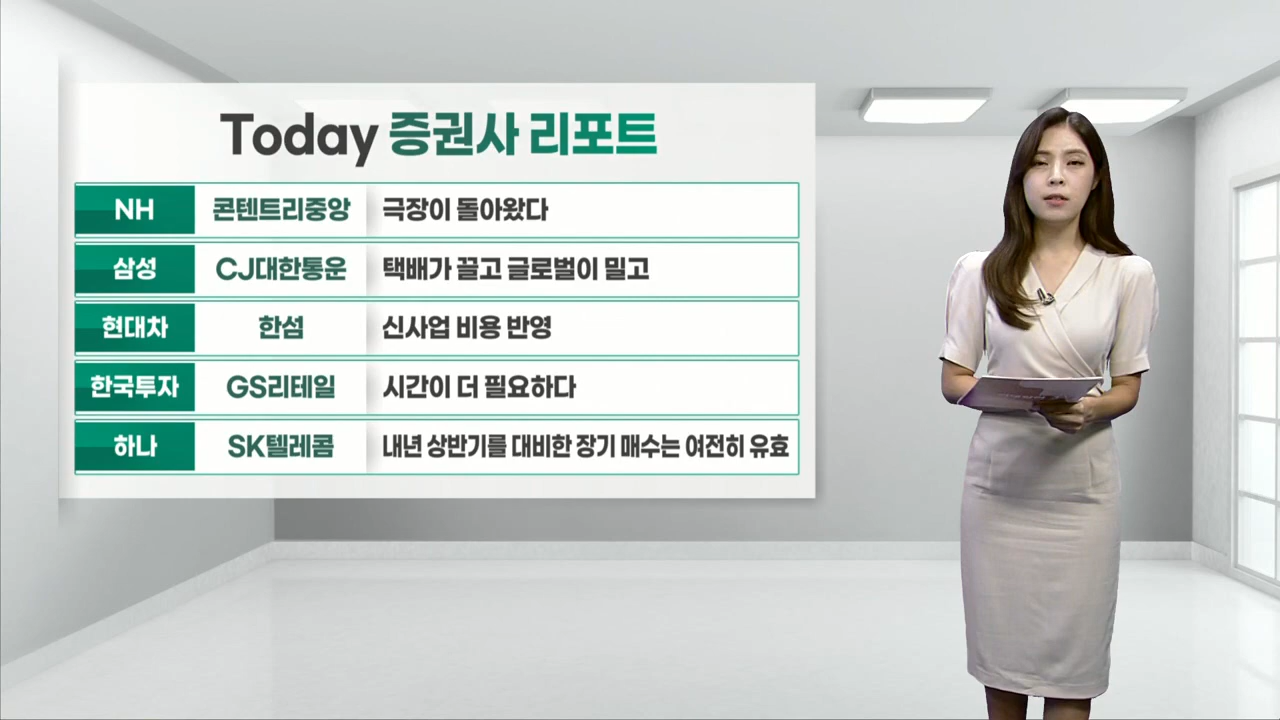 Today 증권사 리포트
NH 콘텐트리중앙 극장이 돌아왔다
삼성 CJ대한통운 택배가 끌고 글로벌이 밀고
현대차 한섬 신사업 비용 반영
한국투자 GS리테일 시간이 더 필요하다
하나 SK텔레콤 내년 상반기를 대비한 장기 매수는 여전히 유효